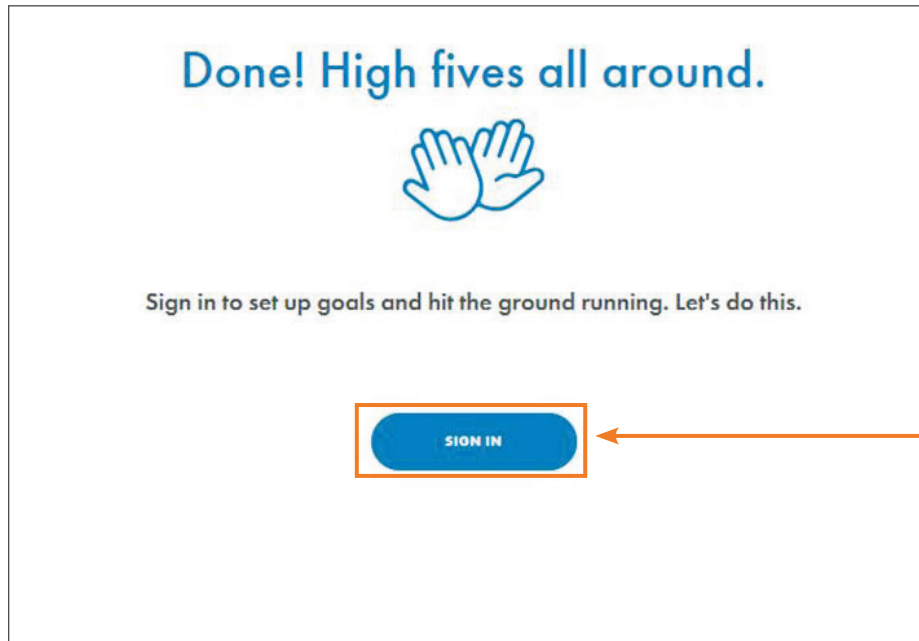 Done! High fives all around.
Sign in to set up goals and hit the ground running. Let's do this.
SIGN IN